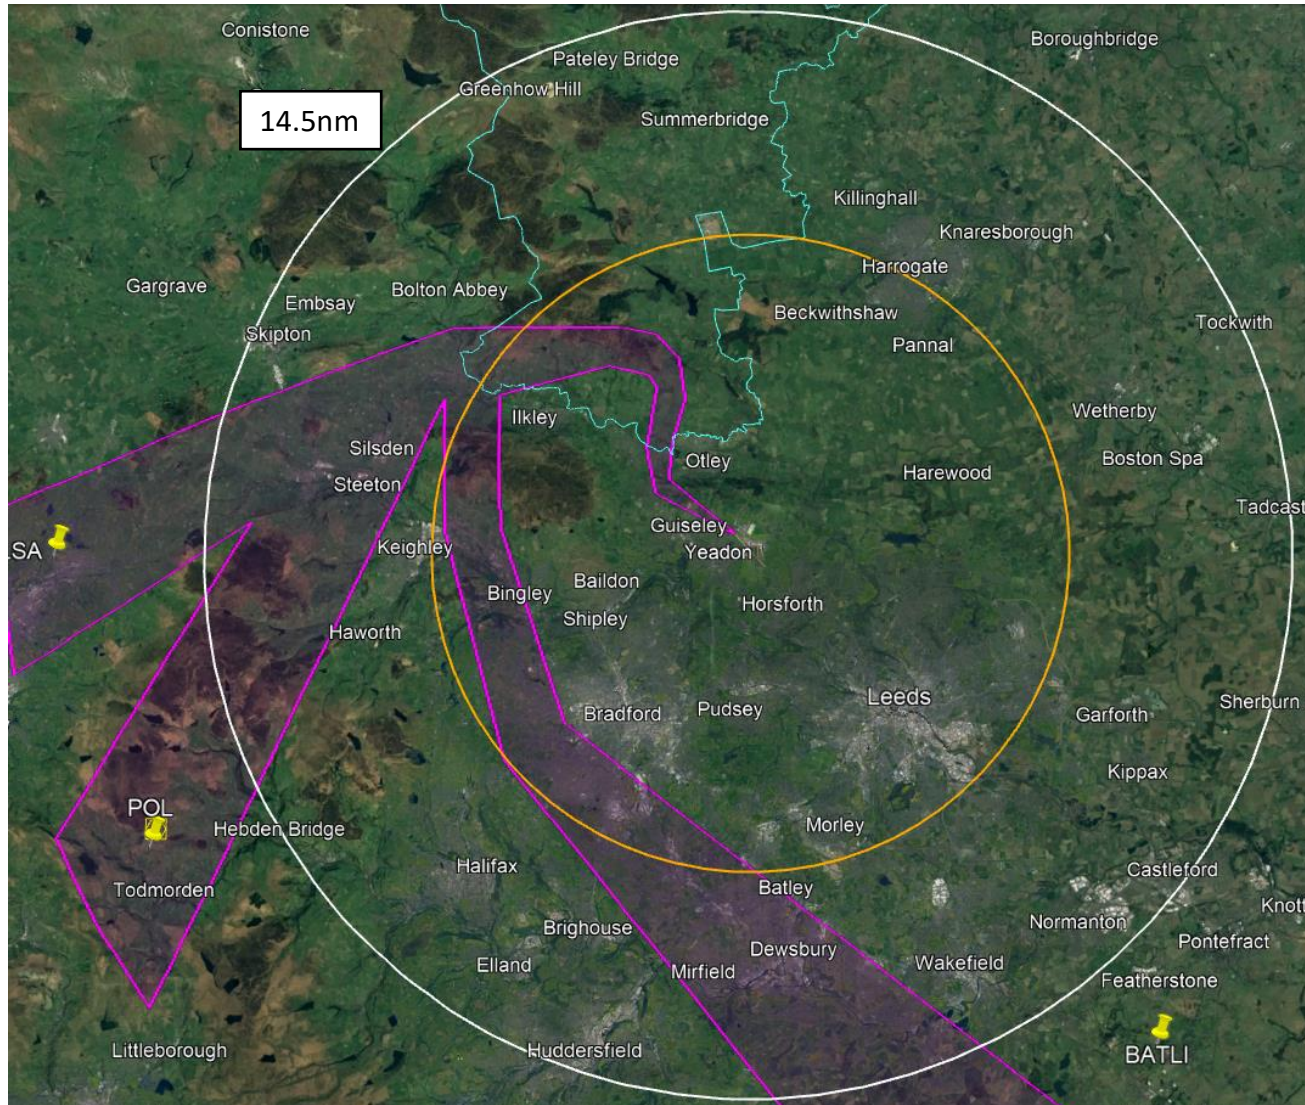 Conistone
Boroughbridge
Pateley Bridge
Greenhow Hill
14.5nm
Summerbridge
Killinghall
Knaresborough
Harrogate
Gargrave
Bolton Abbey
Embsay
Beckwithshaw
Tockwith
Skipton
Pannal
Wetherby
Ilkley
Silsden
Otley
Boston Spa
Harewood
Steeton
Tadcast
Guiseley
LSA
Keighley
Yeadon
Baildon
Bingley
Horsforth
Shipley
Haworth
Leeds
Sherburn
Bradford
Pudsey
Garforth
Kippax
POL
Hebden Bridge
Morley
Halifax
Castleford
Todmorden
Batley
Knott
Normanton
Brighouse
Pontefract
Dewsbury
Elland
Mirfield
Wakefield
Featherstone
Littleborough
Huddersfield
BATLI